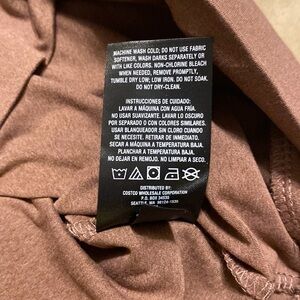 MACHINE WASH COLD; DO NOT USE FABRIC
SOFTENER, WASH DARKS SEPARATELY OR
WITH LIKE COLORS. NON-CHLORINE BLEACH
WHEN NEEDED, REMOVE PROMPTLY,
TUMBLE DRY LOW; LOW IRON. DO NOT SOAK.
DO NOT DRY-CLEAN.
INSTRUCCIONES DE CUIDADO:
LAVAR A MÁQUINA CON AGUA FRÍA.
NO USAR SUAVIZANTE. LAVAR LO OSCURO
POR SEPARADO O CON COLORES SIMILARES.
USAR BLANQUEADOR SIN CLORO CUANDO
SE NECESITE. RETIRAR DE INMEDIATO.
SECAR A MÁQUINA A TEMPERATURA BAJA.
PLANCHAR A TEMPERATURA BAJA.
NO DEJAR EN REMOJO. NO LIMPIAR A SECO.
DISTRIBUTED BY:
COSTCO WHOLESALE CORPORATION
P.O. BOX 34535
SEATTLE, WA 98124-1535